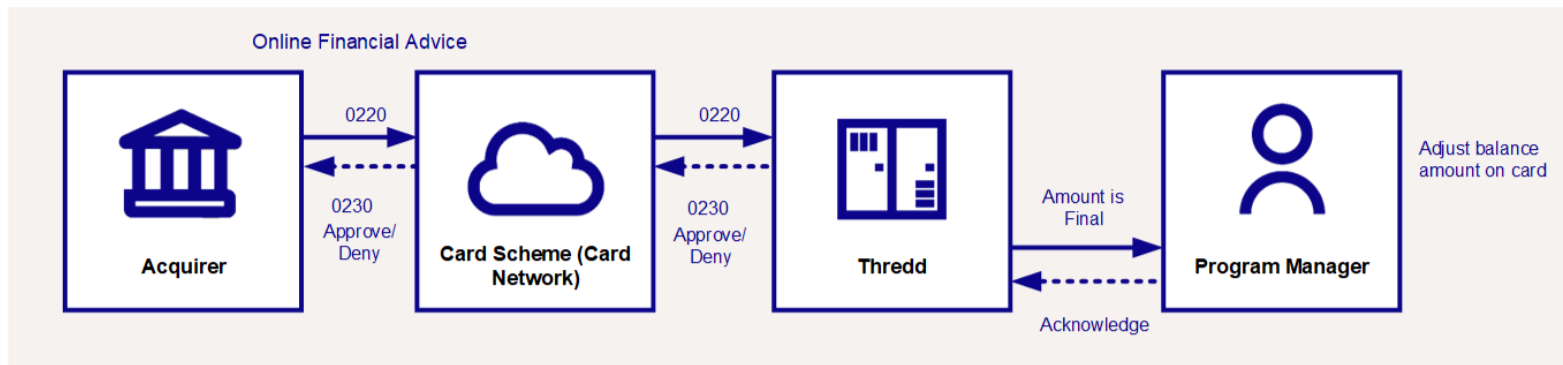 Online Financial Advice
0220
0220
0230
Approve/
Deny
0230
Approve/
Deny
Acquirer
Card Scheme (Card
Network)
Thredd
Amount is
Final
Acknowledge
Program Manager
Adjust balance
amount on card